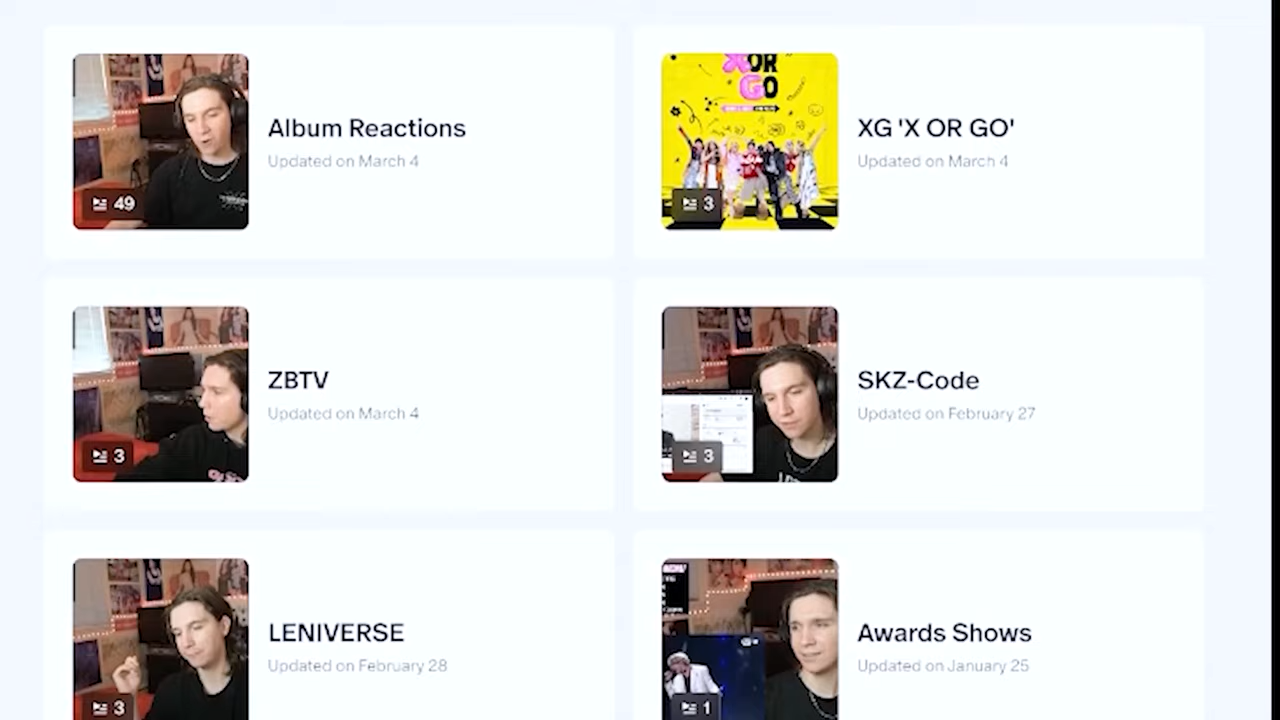 Album Reactions
Updated on March 4
49
X OR
GO
XG 'X OR GO'
Updated on March 4
3
ZBTV
Updated on March 4
3
SKZ-Code
Updated on February 27
3
LENIVERSE
Updated on February 28
3
Awards Shows
Updated on January 25
1